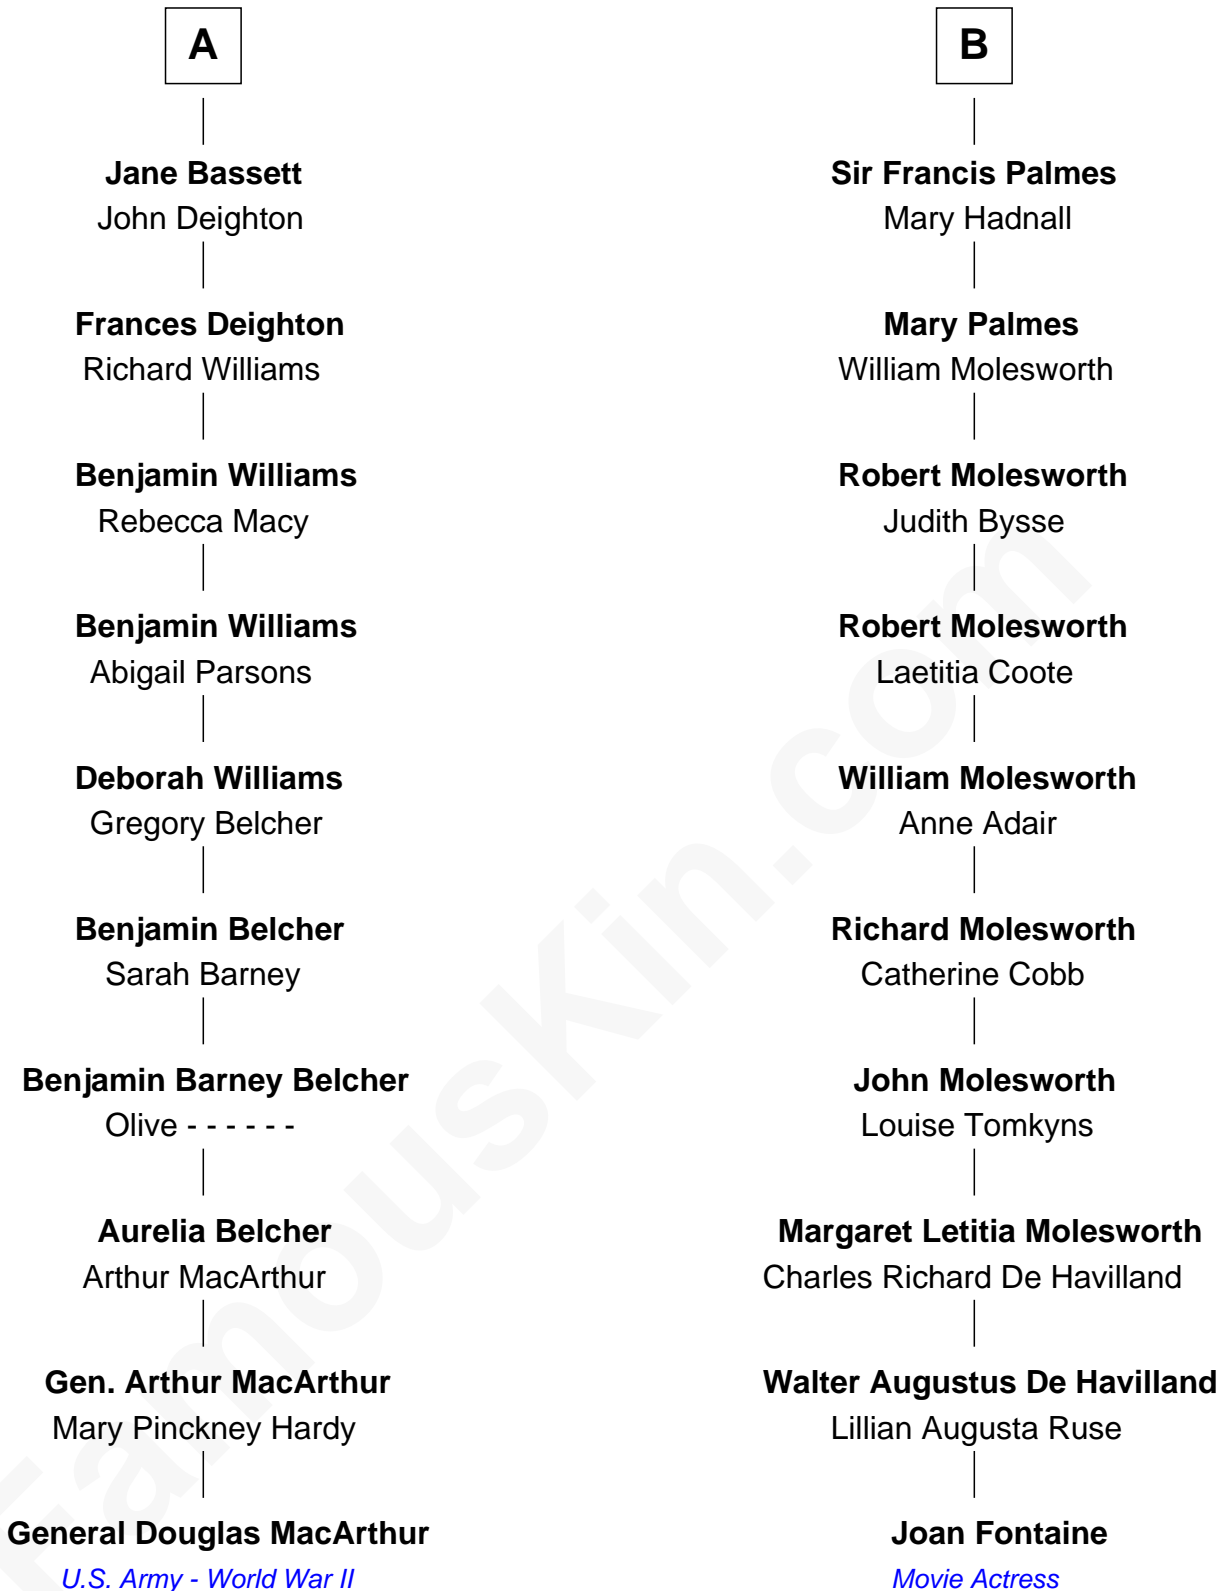 A
Jane Bassett
John Deighton
Frances Deighton
Richard Williams
Benjamin Williams
Rebecca Macy
Benjamin Williams
Abigail Parsons
Deborah Williams
Gregory Belcher
Benjamin Belcher
Sarah Barney
Benjamin Barney Belcher
Olive - - - - - -
Aurelia Belcher
Arthur MacArthur
Gen. Arthur MacArthur
Mary Pinckney Hardy
General Douglas MacArthur
U.S. Army - World War II
B
Sir Francis Palmes
Mary Hadnall
Mary Palmes
William Molesworth
Robert Molesworth
Judith Bysse
Robert Molesworth
Laetitia Coote
William Molesworth
Anne Adair
Richard Molesworth
Catherine Cobb
John Molesworth
Louise Tomkyns
Margaret Letitia Molesworth
Charles Richard De Havilland
Walter Augustus De Havilland
Lillian Augusta Ruse
Joan Fontaine
Movie Actress
FamousKin.com